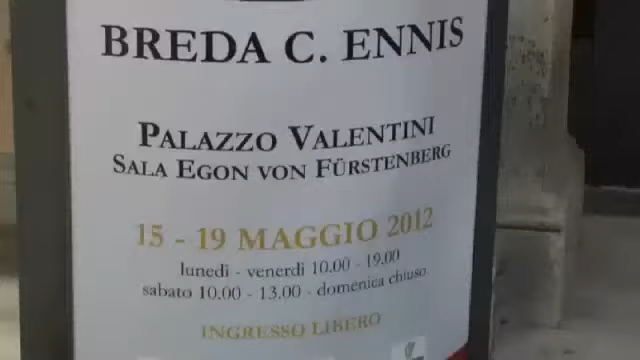 BREDA C. ENNIS
PALAZZO VALENTINI
SALA EGON VON FÜRSTENBERG
15 - 19 MAGGIO 2012
lunedì - venerdì 10.00 - 19.00
sabato 10.00 - 13.00 - domenica chiuso
INGRESSO LIBERO